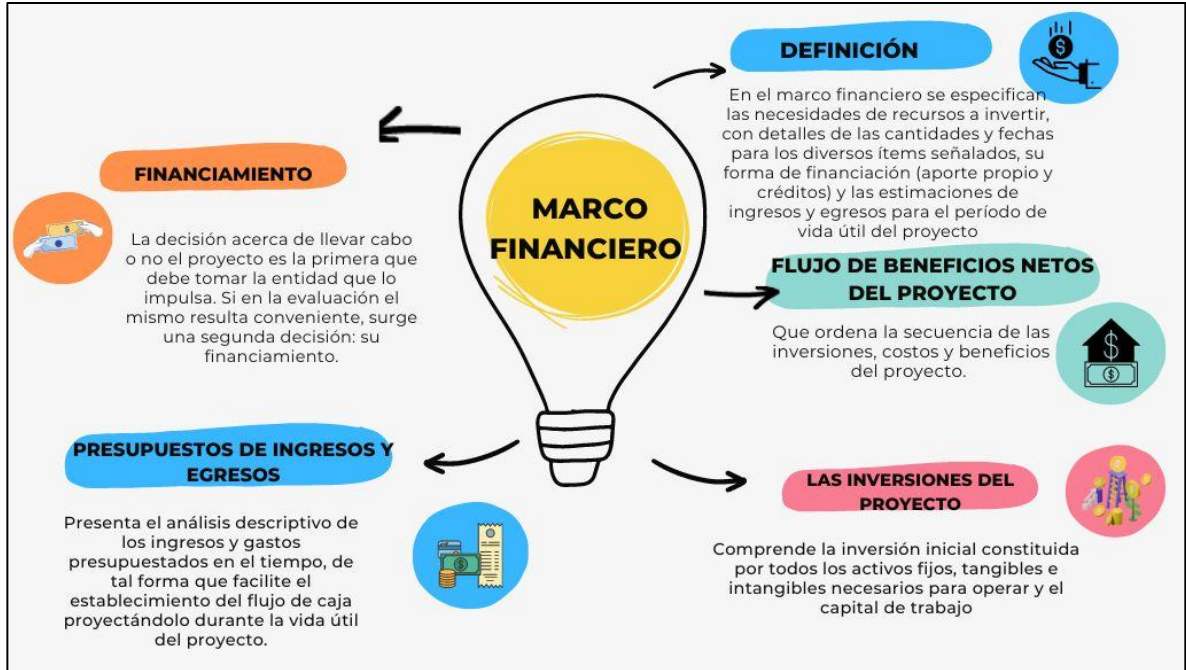 MARCO
FINANCIERO
DEFINICIÓN
En el marco financiero se especifican
las necesidades de recursos a invertir,
con detalles de las cantidades y fechas
para los diversos ítems señalados, su
forma de financiación (aporte propio y
créditos) y las estimaciones de
ingresos y egresos para el período de
vida útil del proyecto
FLUJO DE BENEFICIOS NETOS
DEL PROYECTO
Que ordena la secuencia de las
inversiones, costos y beneficios
del proyecto.
LAS INVERSIONES DEL
PROYECTO
Comprende la inversión inicial constituida
por todos los activos fijos, tangibles e
intangibles necesarios para operar y el
capital de trabajo
FINANCIAMIENTO
La decisión acerca de llevar cabo
o no el proyecto es la primera que
debe tomar la entidad que lo
impulsa. Si en la evaluación el
mismo resulta conveniente, surge
una segunda decisión: su
financiamiento.
PRESUPUESTOS DE INGRESOS Y
EGRESOS
Presenta el análisis descriptivo de
los ingresos y gastos
presupuestados en el tiempo, de
tal forma que facilite el
establecimiento del flujo de caja
proyectándolo durante la vida útil
del proyecto.